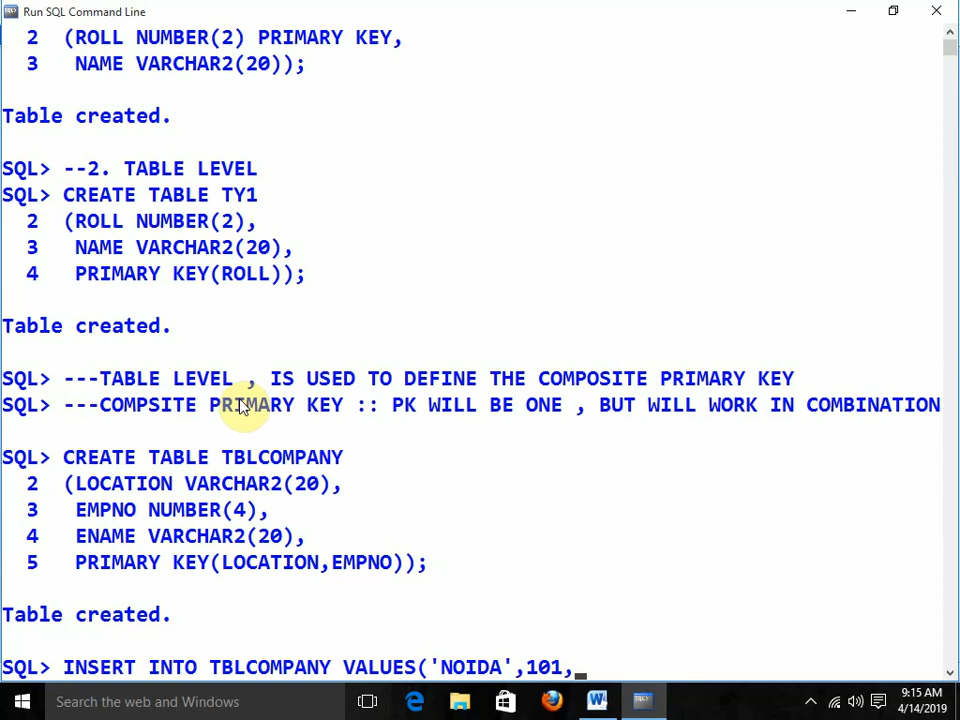 Run SQL Command Line
2 (ROLL NUMBER(2) PRIMARY KEY,
3 NAME VARCHAR2(20));
Table created.
SQL> --2. TABLE LEVEL
SQL> CREATE TABLE TY1
2 (ROLL NUMBER(2),
3 NAME VARCHAR2(20),
4 PRIMARY KEY(ROLL));
Table created.
SQL> ---TABLE LEVEL , IS USED TO DEFINE THE COMPOSITE PRIMARY KEY
SQL> ---COMPSITE PRIMARY KEY :: PK WILL BE ONE , BUT WILL WORK IN COMBINATION
SQL> CREATE TABLE TBLCOMPANY
2 (LOCATION VARCHAR2(20),
3 EMPNO NUMBER(4),
4 ENAME VARCHAR2(20),
5 PRIMARY KEY(LOCATION,EMPNO));
Table created.
SQL> INSERT INTO TBLCOMPANY VALUES('NOIDA',101,
Search the web and Windows
9:15 AM
4/14/2019